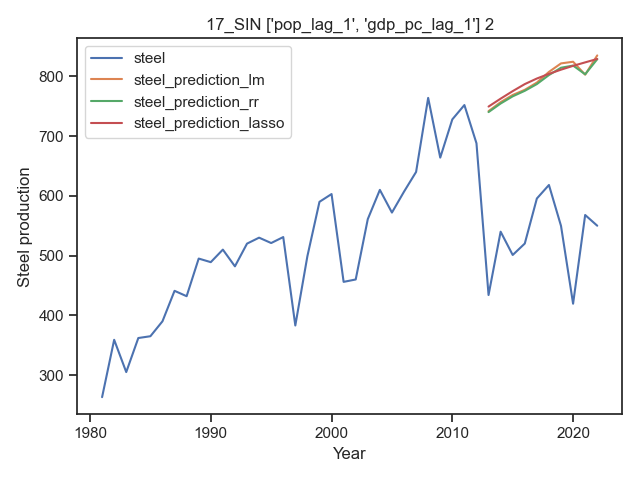 17_SIN ['pop_lag_1', 'gdp_pc_lag_1'] 2
steel
steel_prediction_lm
steel_prediction_rr
steel_prediction_lasso
Steel production
800
700
600
500
400
300
1980
1990
2000
2010
2020
Year